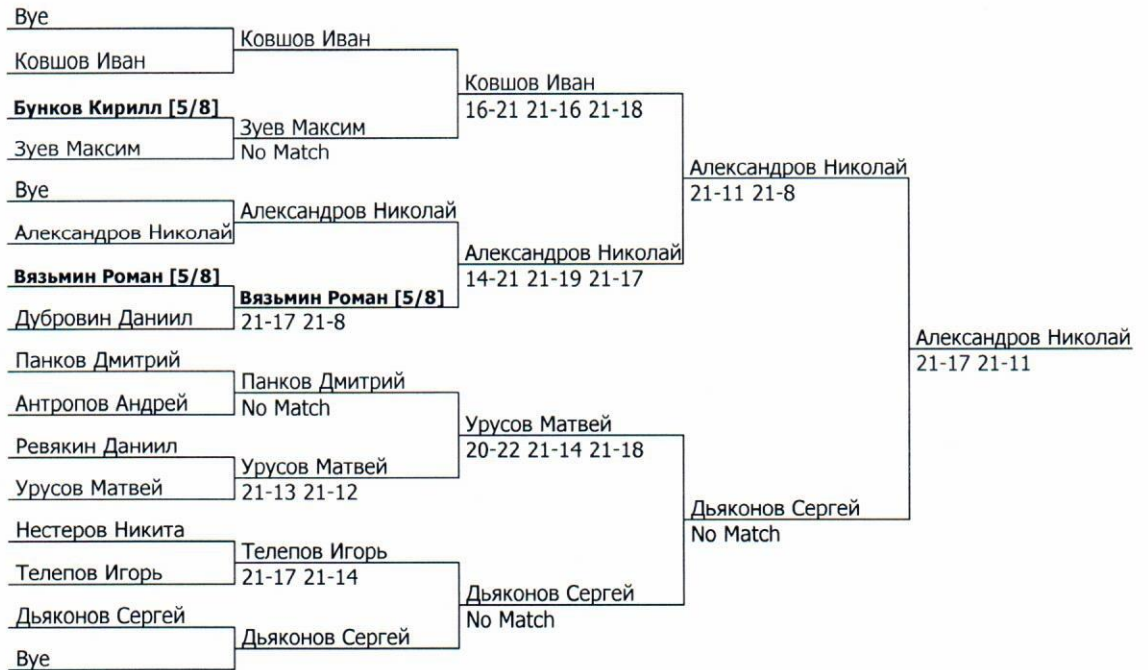 Bye
Ковшов Иван
Бунков Кирилл [5/8]
Зуев Максим
Bye
Александров Николай
Вязьмин Роман [5/8]
Дубровин Даниил
Панков Дмитрий
Антропов Андрей
Ревякин Даниил
Урусов Матвей
Нестеров Никита
Телепов Игорь
Дьяконов Сергей
Bye
Ковшов Иван
Зуев Максим
No Match
Александров Николай
Вязьмин Роман [5/8]
21-17 21-8
Панков Дмитрий
No Match
Урусов Матвей
21-13 21-12
Телепов Игорь
21-17 21-14
Дьяконов Сергей
Ковшов Иван
16-21 21-16 21-18
Александров Николай
14-21 21-19 21-17
Урусов Матвей
20-22 21-14 21-18
Дьяконов Сергей
No Match
Александров Николай
21-11 21-8
Дьяконов Сергей
No Match
Александров Николай
21-17 21-11